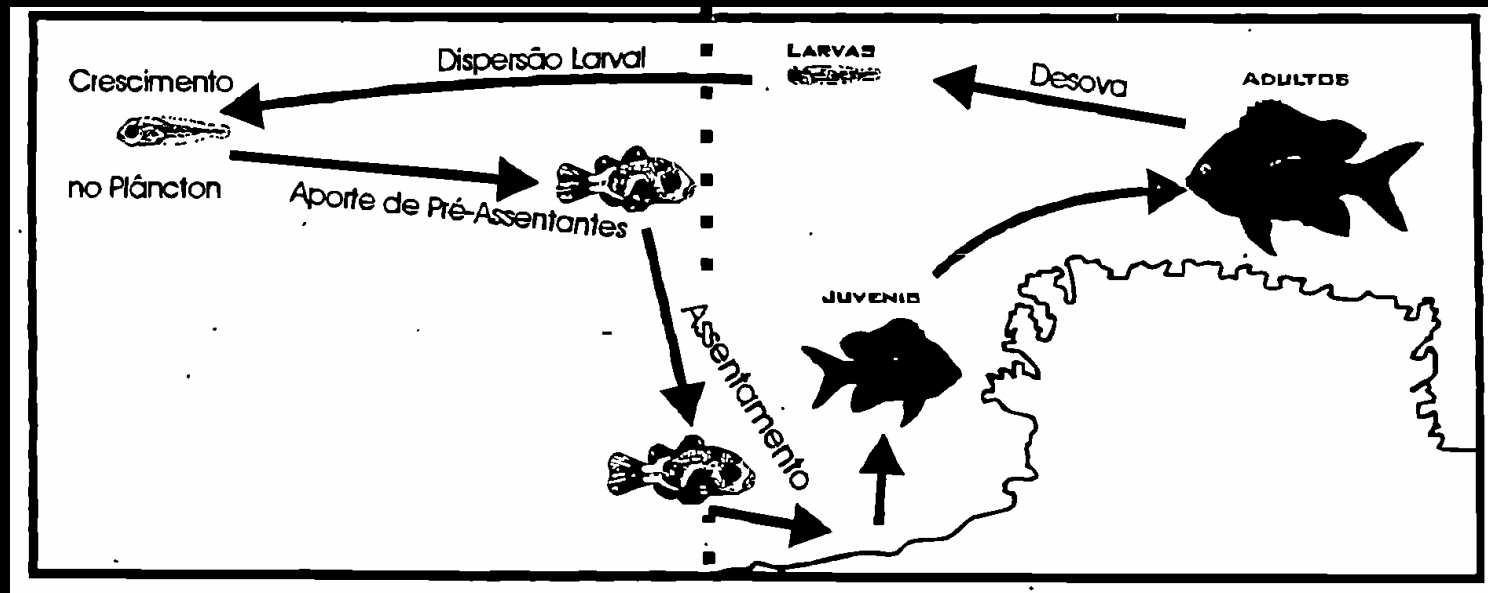 Dispersão Larval
LARVAS
Desova
ADULTOS
Crescimento
no Plâncton
Aporte de Pré-Assentantes
Assentamento
JUVENIS